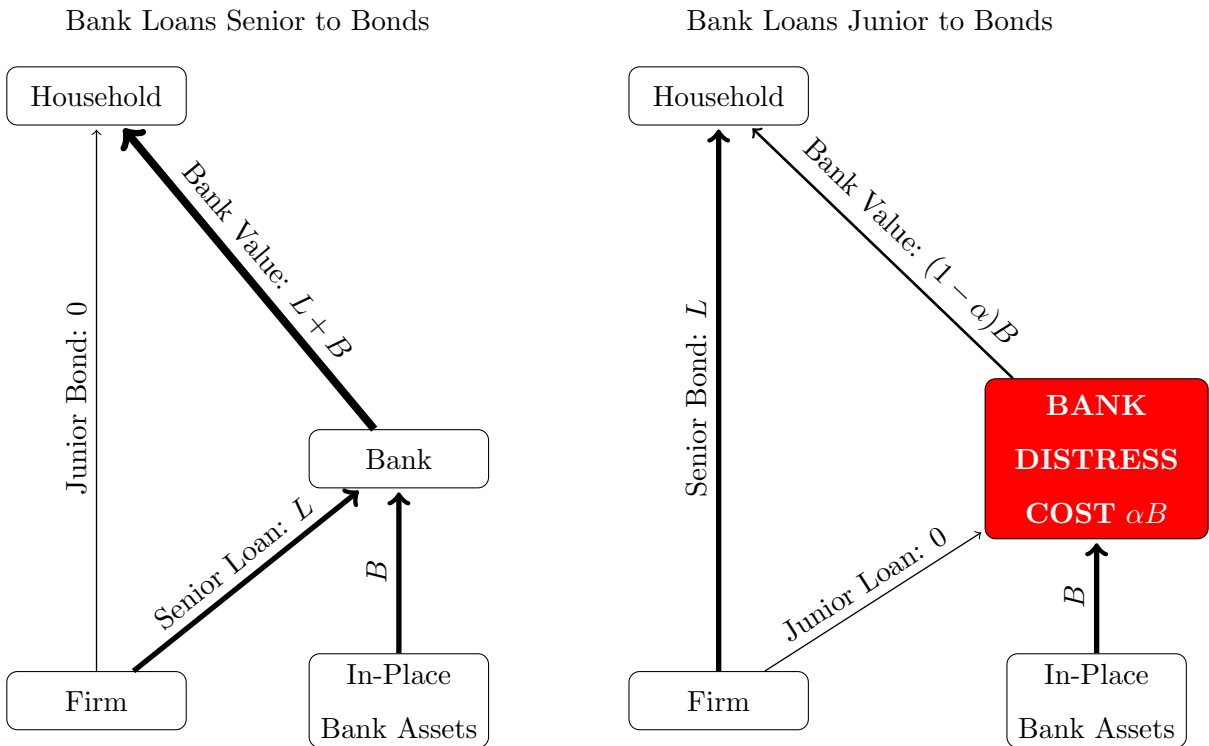 Bank Loans Senior to Bonds
Household
Bank Value: L + B
Junior Bond: 0
Bank
Senior Loan: L
B
Firm
In-Place
Bank Assets
Bank Loans Junior to Bonds
Household
Bank Value: (1 − α)B
Senior Bond: L
BANK
DISTRESS
COST αB
Junior Loan: 0
B
Firm
In-Place
Bank Assets